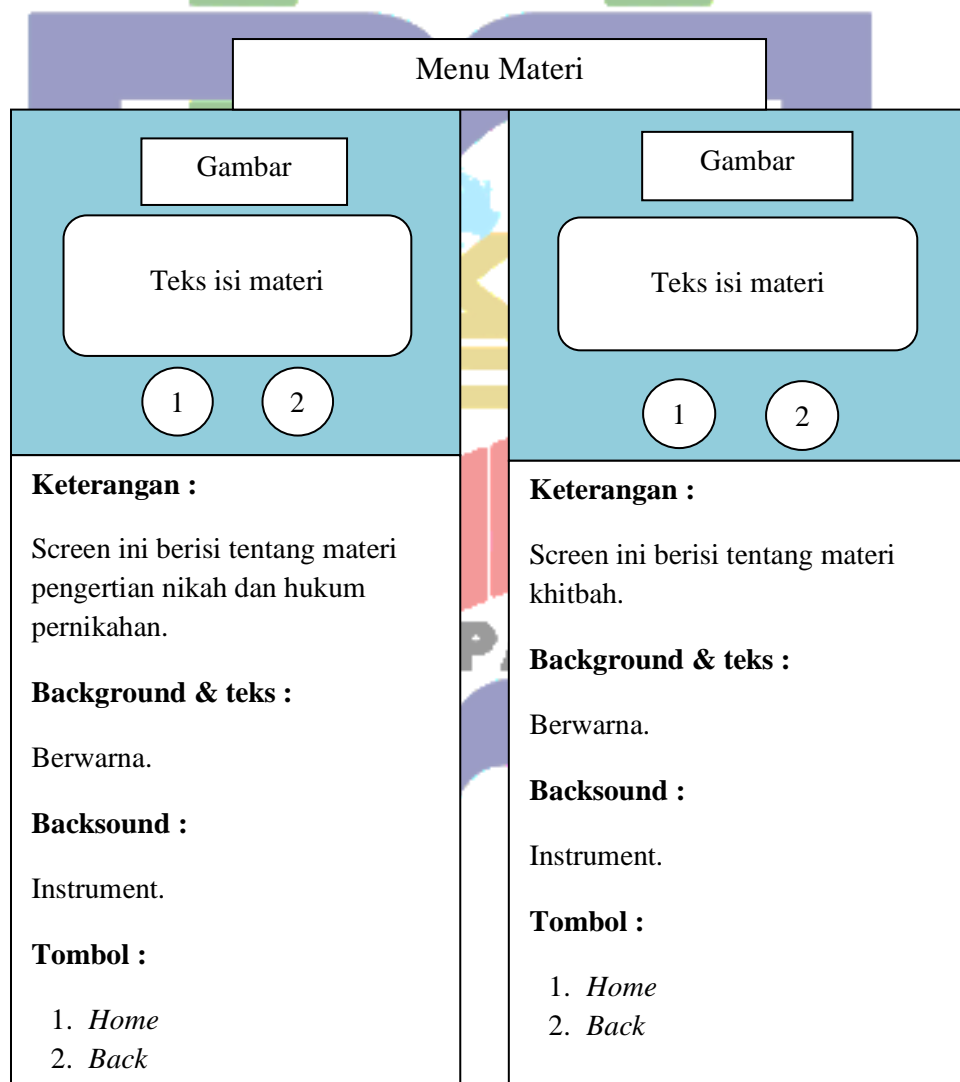 Menu Materi
Gambar
Teks isi materi
1 2
Keterangan :
Screen ini berisi tentang materi
pengertian nikah dan hukum
pernikahan.
Background & teks :
Berwarna.
Backsound :
Instrument.
Tombol :
1. Home
2. Back
Gambar
Teks isi materi
1 2
Keterangan :
Screen ini berisi tentang materi
khitbah.
Background & teks :
Berwarna.
Backsound :
Instrument.
Tombol :
1. Home
2. Back